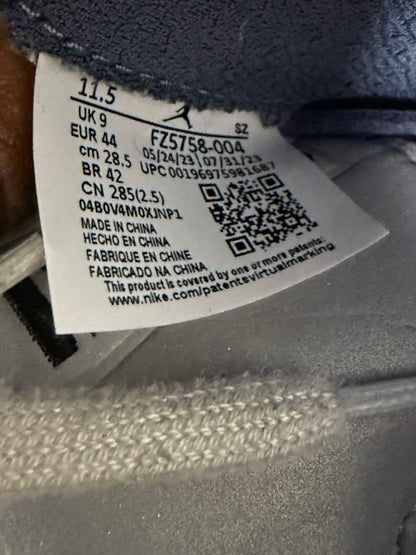 11.5
SZ
UK 9
EUR 44
FZ5758-004
cm 28.5
05/24/23 07/31/23
BR 42
UPC 00196975981687
CN 285(2.5)
04B0V4M0XJNP1
MADE IN CHINA
HECHO EN CHINA
FABRIQUE EN CHINE
FABRICADO NA CHINA
This product is covered by one or more patents:
www.nike.com/patentsvirtualmarking